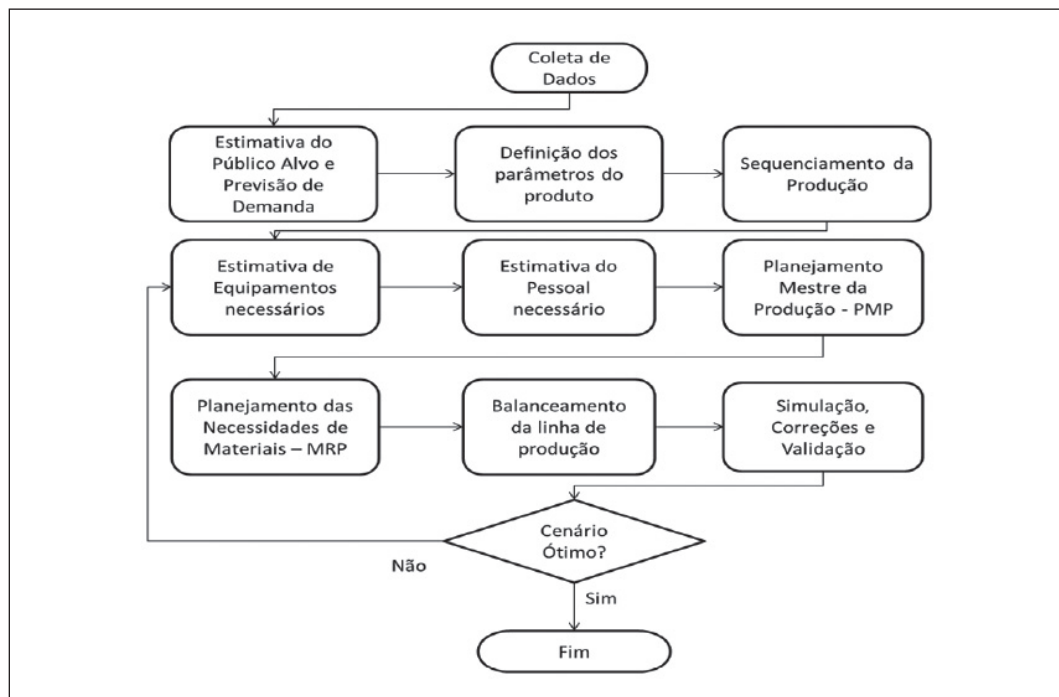 Coleta de
Dados
Estimativa do
Público Alvo e
Previsão de
Demanda
Definição dos
parâmetros do
produto
Sequenciamento da
Produção
Estimativa de
Equipamentos
necessários
Estimativa do
Pessoal
necessário
Planejamento
Mestre da
Produção - PMP
Planejamento das
Necessidades de
Materiais – MRP
Balanceamento
da linha de
produção
Simulação,
Correções e
Validação
Cenário
Ótimo?
Não
Sim
Fim